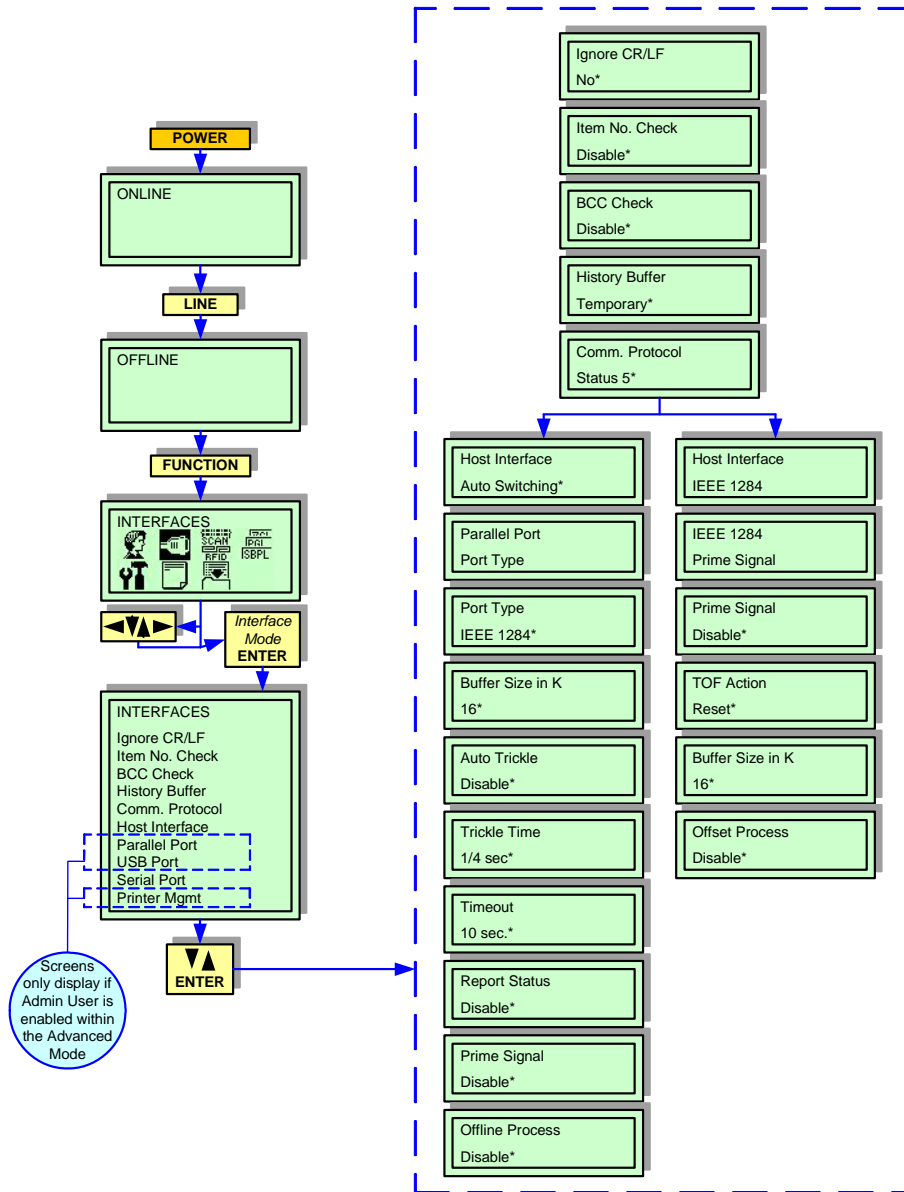 POWER
ONLINE
LINE
OFFLINE
FUNCTION
INTERFACES
SCAN
RFID
PGL
SBPL
Interface
Mode
ENTER
INTERFACES
Ignore CR/LF
Item No. Check
BCC Check
History Buffer
Comm. Protocol
Host Interface
Parallel Port
USB Port
Serial Port
Printer Mgmt
ENTER
Screens
only display if
Admin User is
enabled within
the Advanced
Mode
Ignore CR/LF
No*
Item No. Check
Disable*
BCC Check
Disable*
History Buffer
Temporary*
Comm. Protocol
Status 5*
Host Interface
Auto Switching*
Parallel Port
Port Type
Port Type
IEEE 1284*
Buffer Size in K
16*
Auto Trickle
Disable*
Trickle Time
1/4 sec*
Timeout
10 sec.*
Report Status
Disable*
Prime Signal
Disable*
Offline Process
Disable*
Host Interface
IEEE 1284
IEEE 1284
Prime Signal
Prime Signal
Disable*
TOF Action
Reset*
Buffer Size in K
16*
Offset Process
Disable*